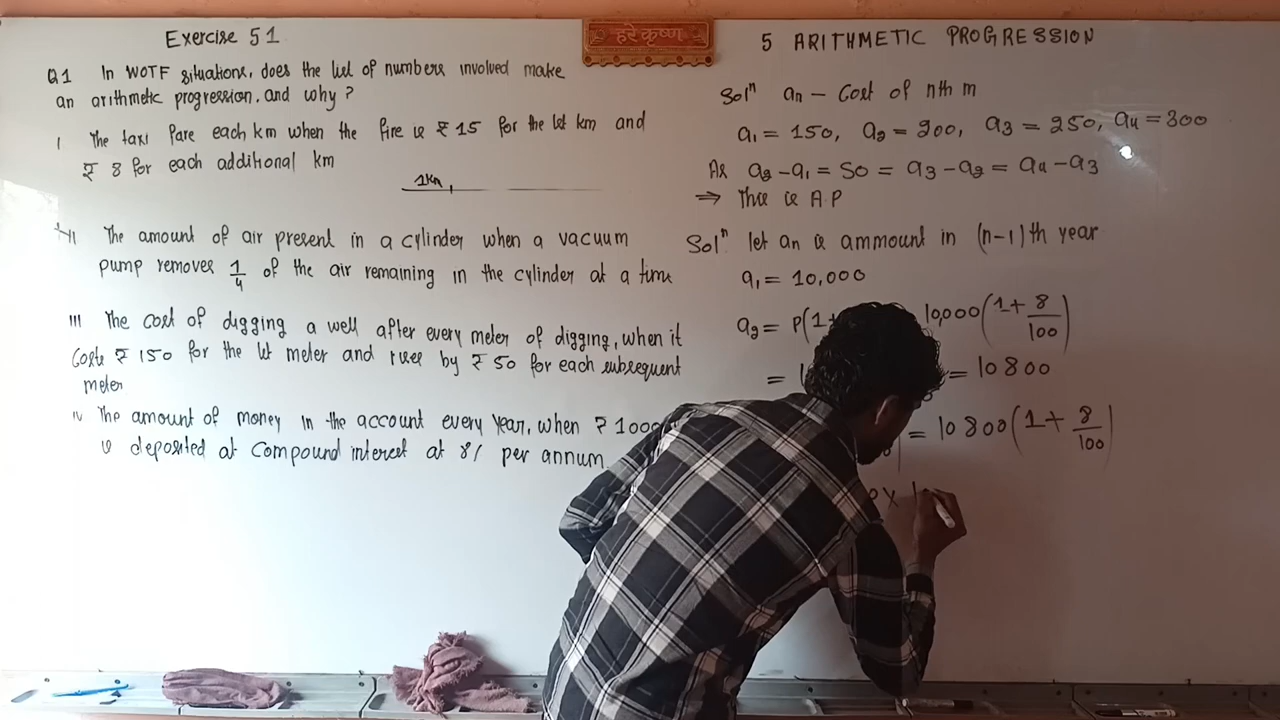 हरे कृष्ण
Exercise 5 1
5 ARITHMETIC PROGRESSION
Q1 In WOTF situations, does the list of numbers involved make
an arithmetic progression, and why ?
i The taxi fare each km when the fire is ₹ 15 for the 1st km and
₹ 8 for each additional km
1km
ii The amount of air present in a cylinder when a vacuum
pump removes 1/4 of the air remaining in the cylinder at a time
iii The cost of digging a well after every meter of digging, when it
costs ₹ 150 for the 1st meter and rises by ₹ 50 for each subsequent
meter
iv The amount of money in the account every year, when ₹ 1000
is deposited at compound interest at 8% per annum
Solⁿ an – Cost of nth m
a1 = 150, a2 = 200, a3 = 250, a4 = 300
As a2 – a1 = 50 = a3 – a2 = a4 – a3
⇒ This is A.P
Solⁿ let an is ammount in (n–1)th year
a1 = 10,000
a2 = P(1+ 10,000(1 + 8/100)
= = 10800
= 10800(1 + 8/100)